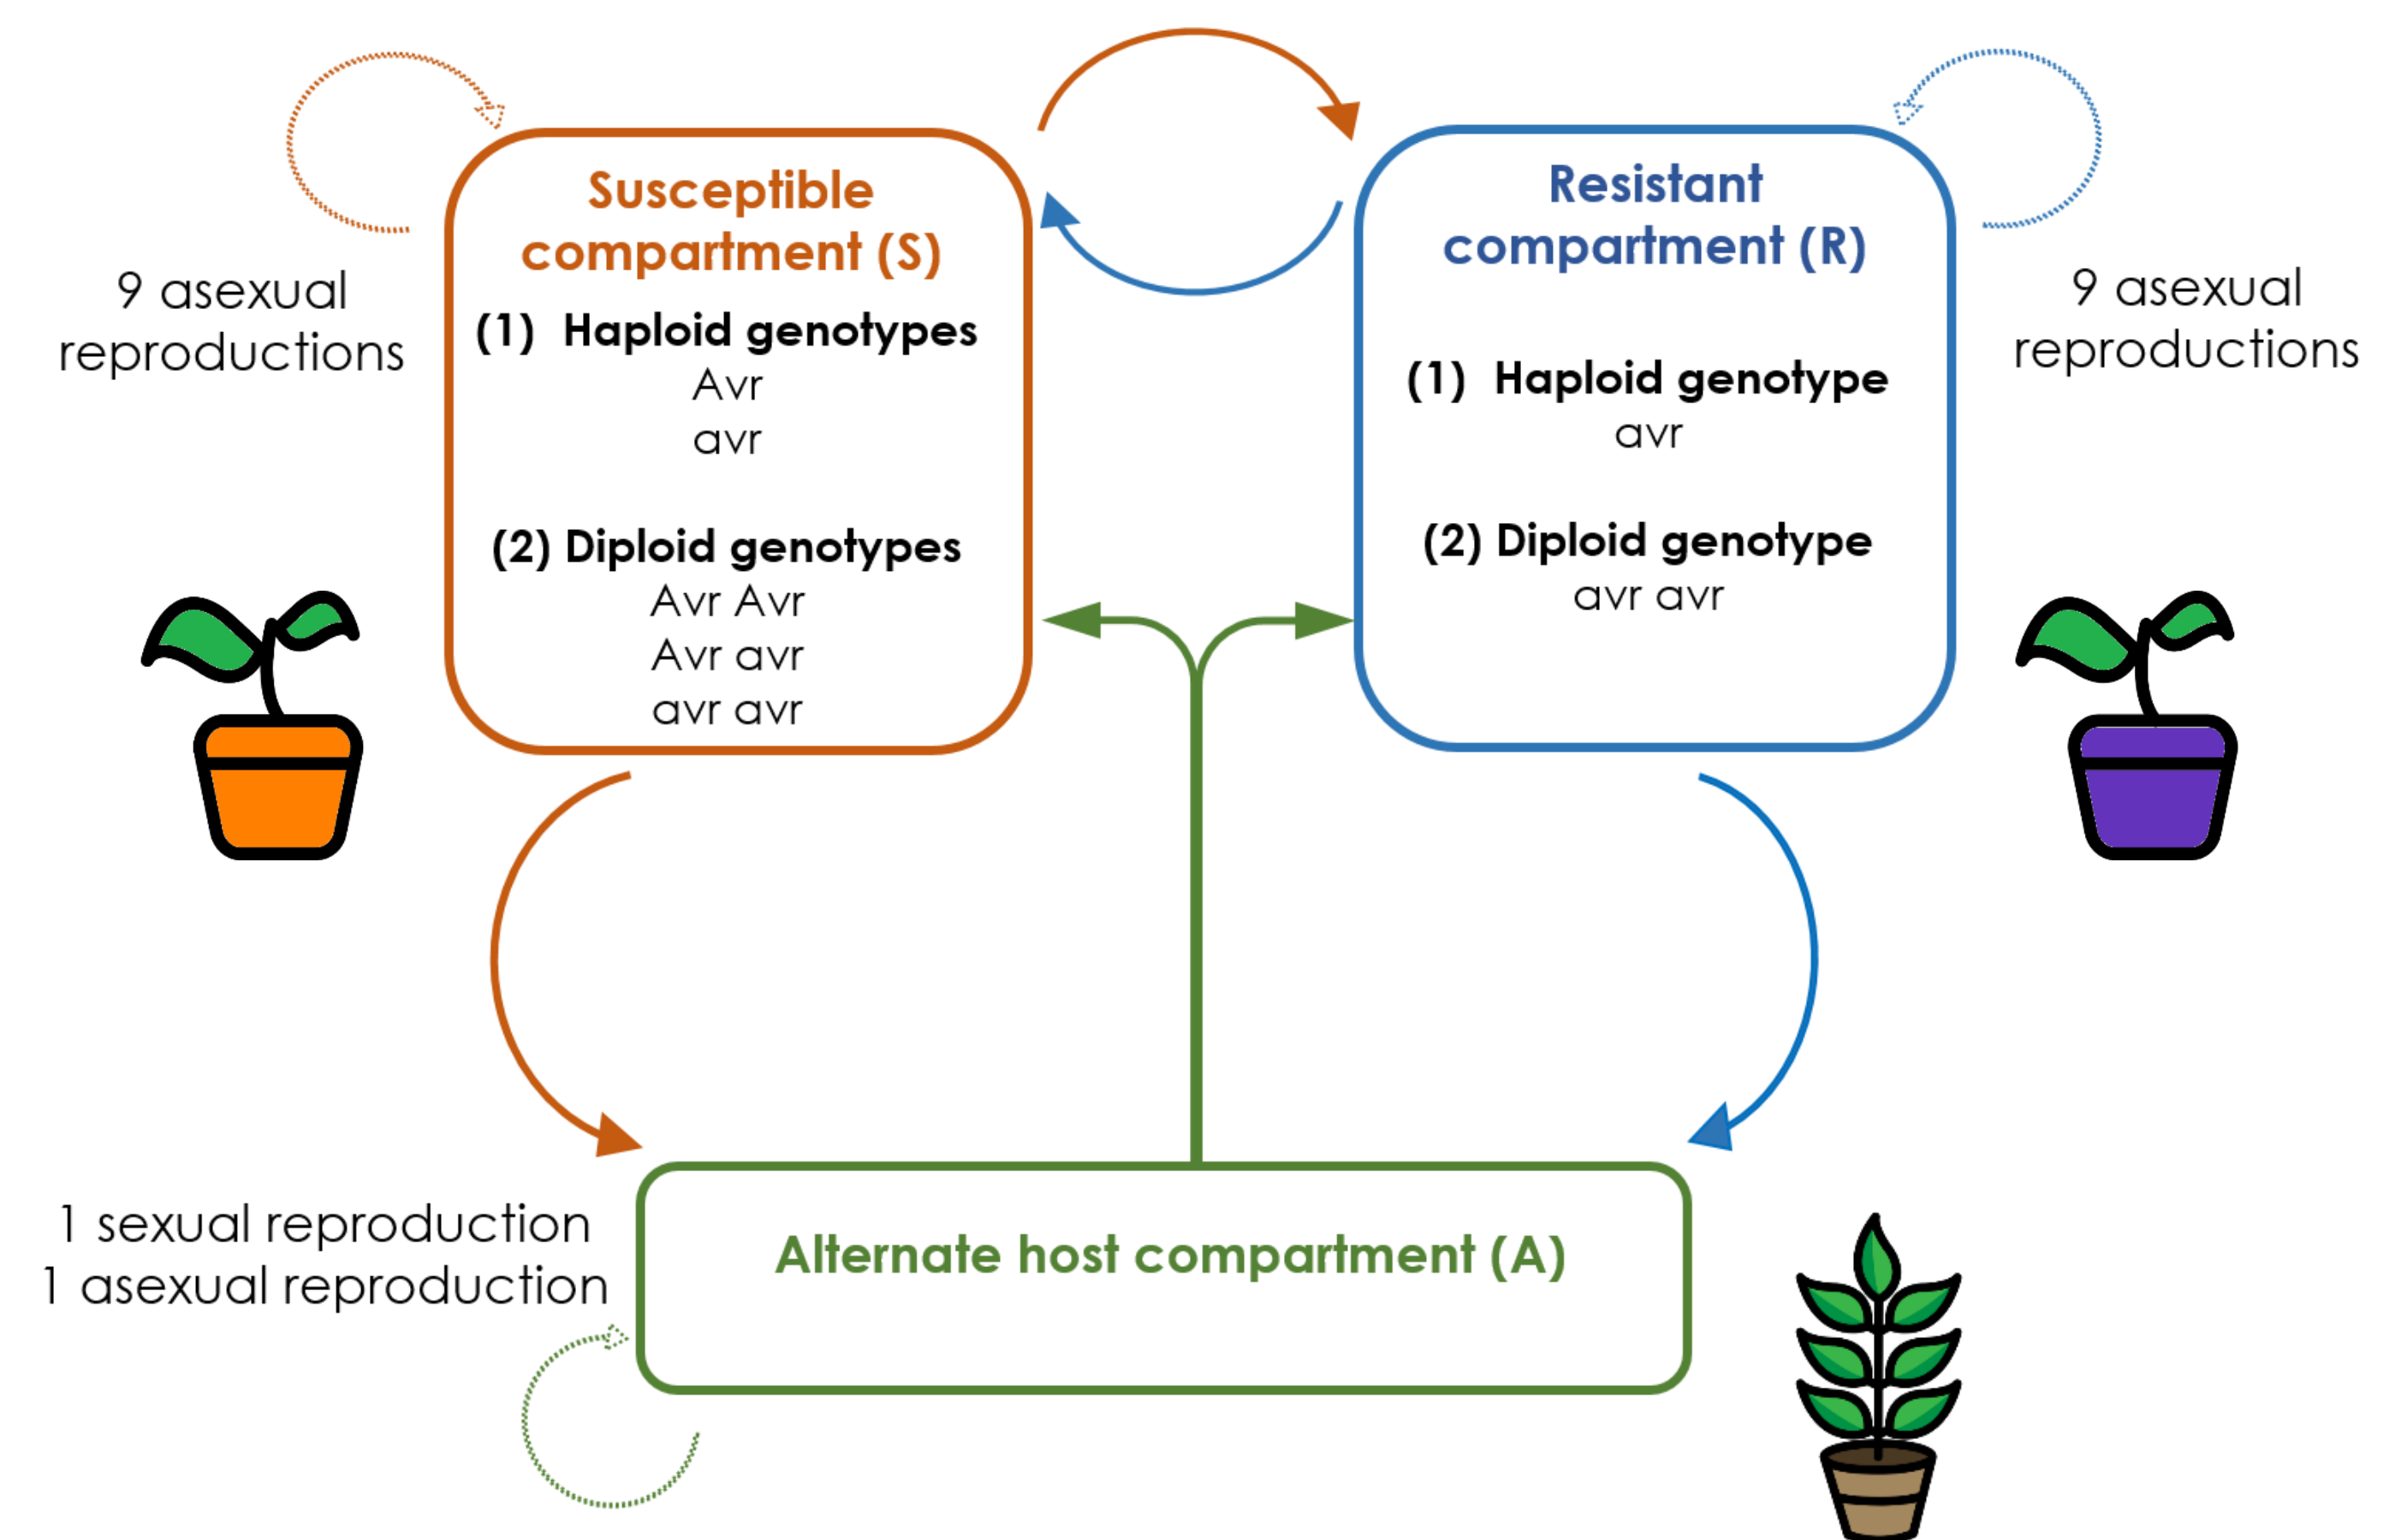 Susceptible
compartment (S)
(1) Haploid genotypes
Avr
avr
(2) Diploid genotypes
Avr Avr
Avr avr
avr avr
9 asexual
reproductions
Resistant
compartment (R)
(1) Haploid genotype
avr
(2) Diploid genotype
avr avr
9 asexual
reproductions
1 sexual reproduction
1 asexual reproduction
Alternate host compartment (A)